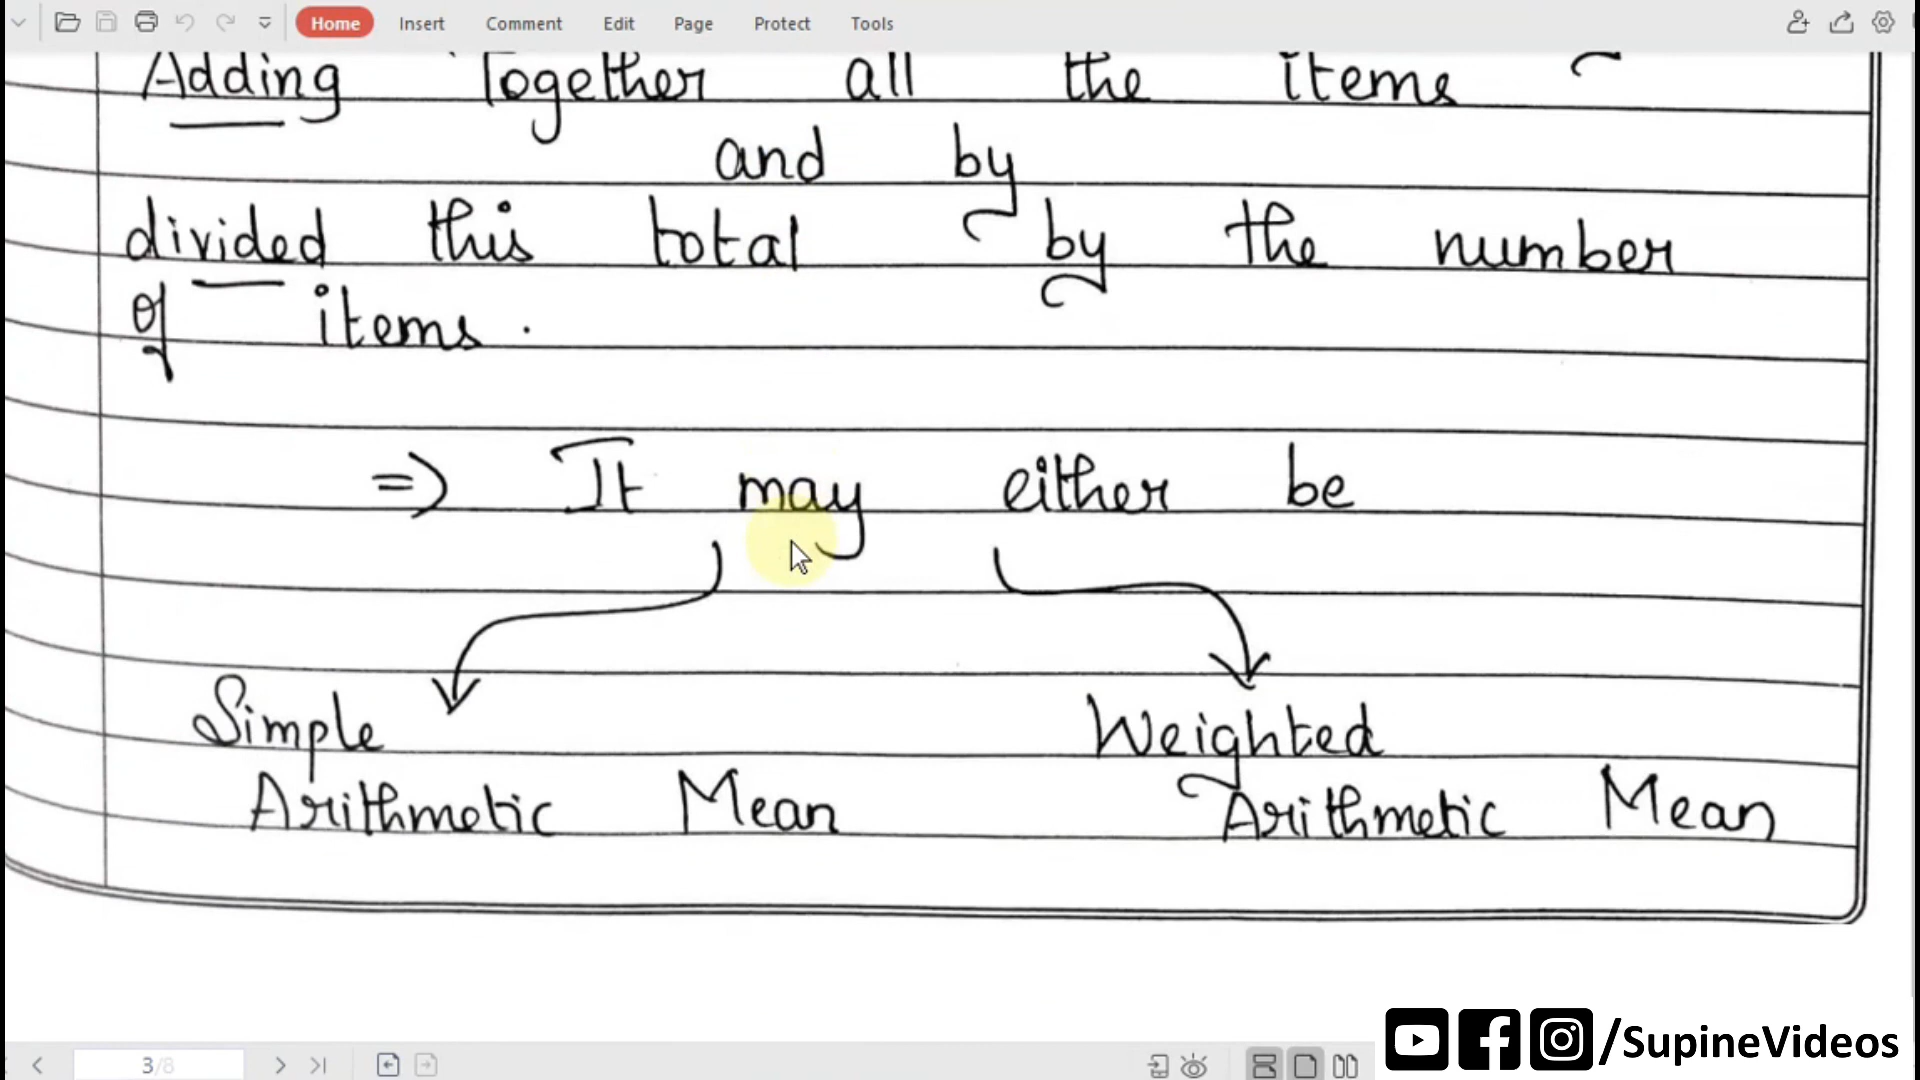 Home Insert Comment Edit Page Protect Tools
Adding Together all the items
and by
divided this total by the number
of items.
=> It may either be
Simple Weighted
Arithmetic Mean Arithmetic Mean
3/8
/SupineVideos